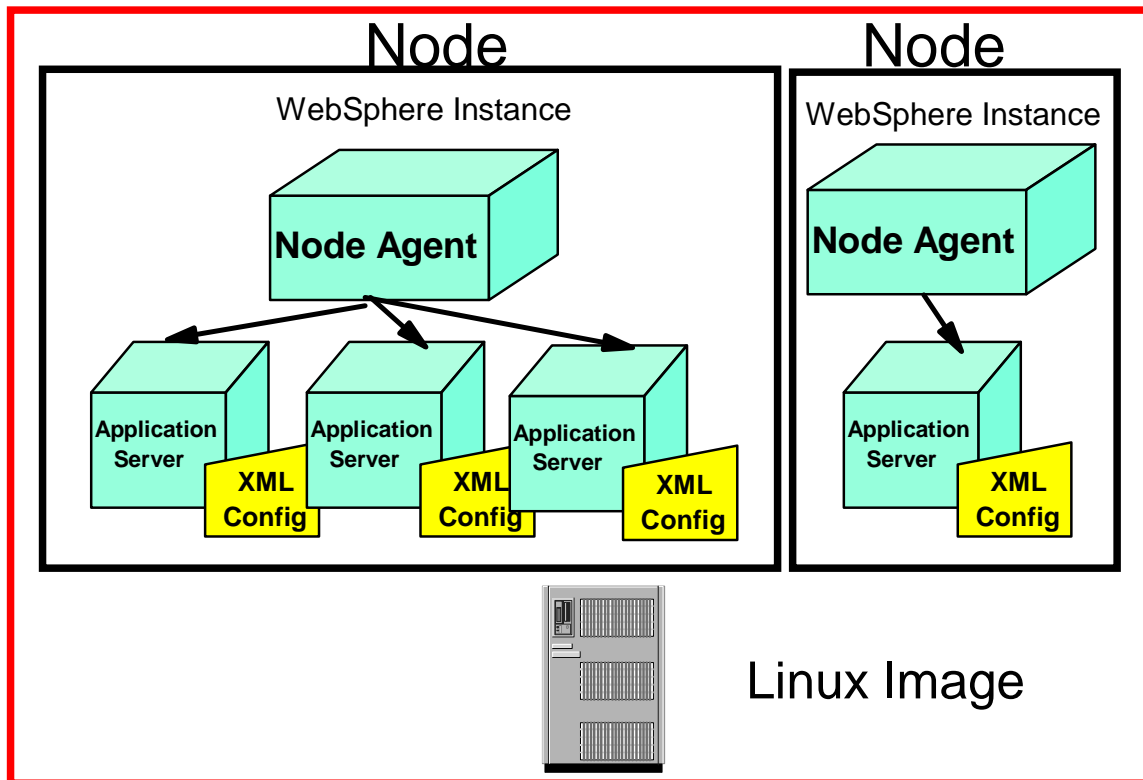 Node
WebSphere Instance
Node Agent
Application
Server
XML
Config
Application
Server
XML
Config
Application
Server
XML
Config
Node
WebSphere Instance
Node Agent
Application
Server
XML
Config
Linux Image